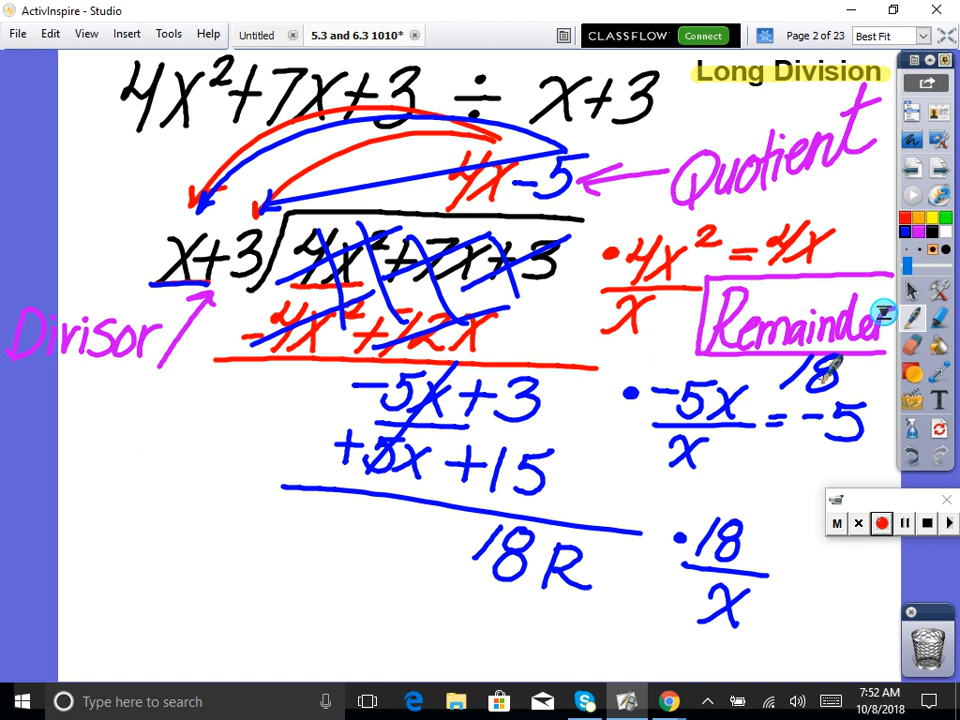 ActivInspire - Studio
File Edit View Insert Tools Help Untitled 5.3 and 6.3 1010* CLASSFLOW Connect Page 2 of 23 Best Fit
Long Division
4x²+7x+3 ÷ x+3
Quotient
4x-5
x+3 4x²+7x+3
• 4x²/x = 4x
Divisor
-4x²+12x
Remainder
18
-5x+3
• -5x/x = -5
+5x+15
18 R
• 18/x
M
Type here to search
7:52 AM
10/8/2018